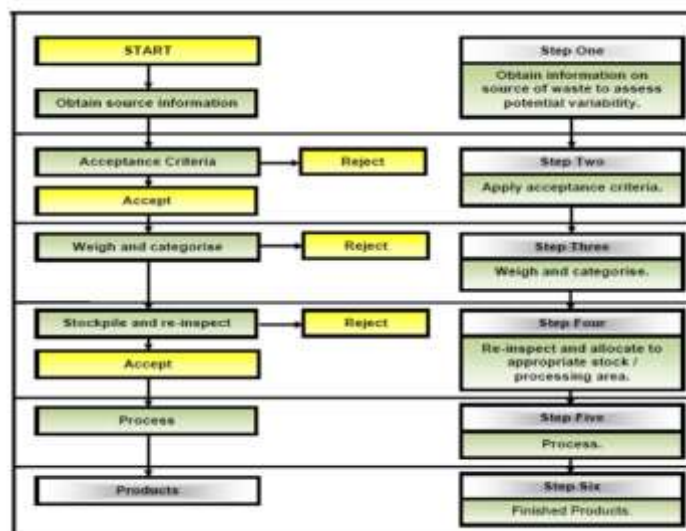 START
Step One
Obtain information on
source of waste to assess
potential variability.
Obtain source information
Acceptance Criteria
Reject
Step Two
Apply acceptance criteria.
Accept
Weigh and categorise
Reject
Step Three
Weigh and categorise.
Stockpile and re-inspect
Reject
Step Four
Re-inspect and allocate to
appropriate stock /
processing area.
Accept
Process
Step Five
Process.
Products
Step Six
Finished Products.